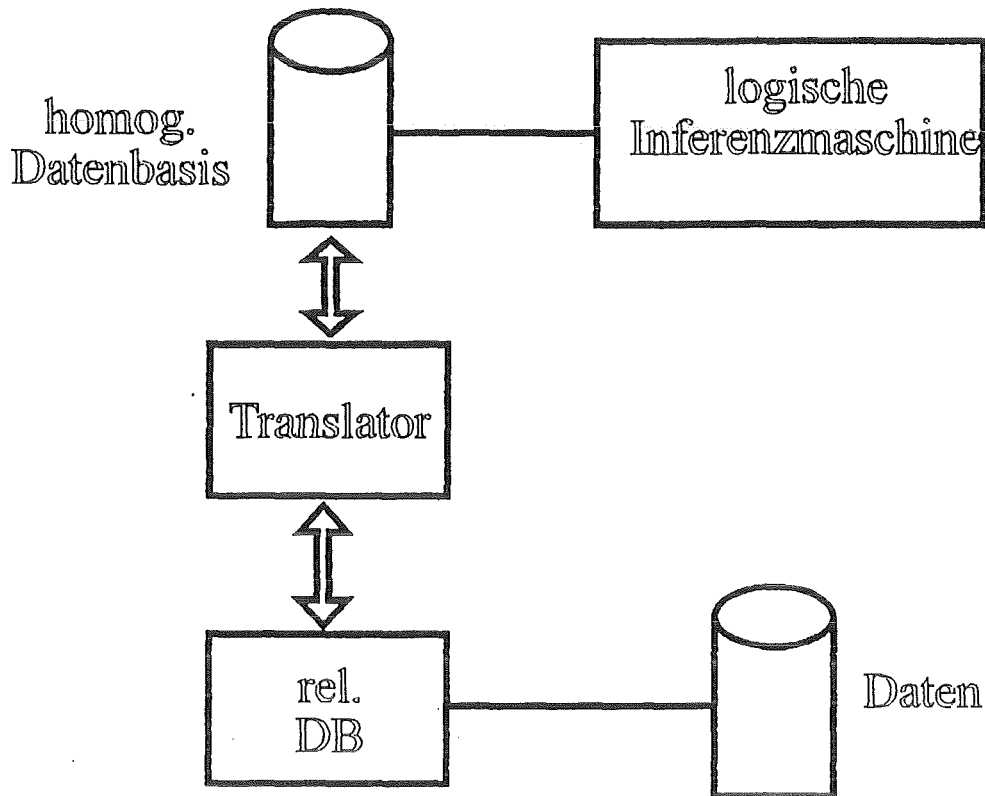 homog.
Datenbasis
logische
Inferenzmaschine
Translator
rel.
DB
Daten